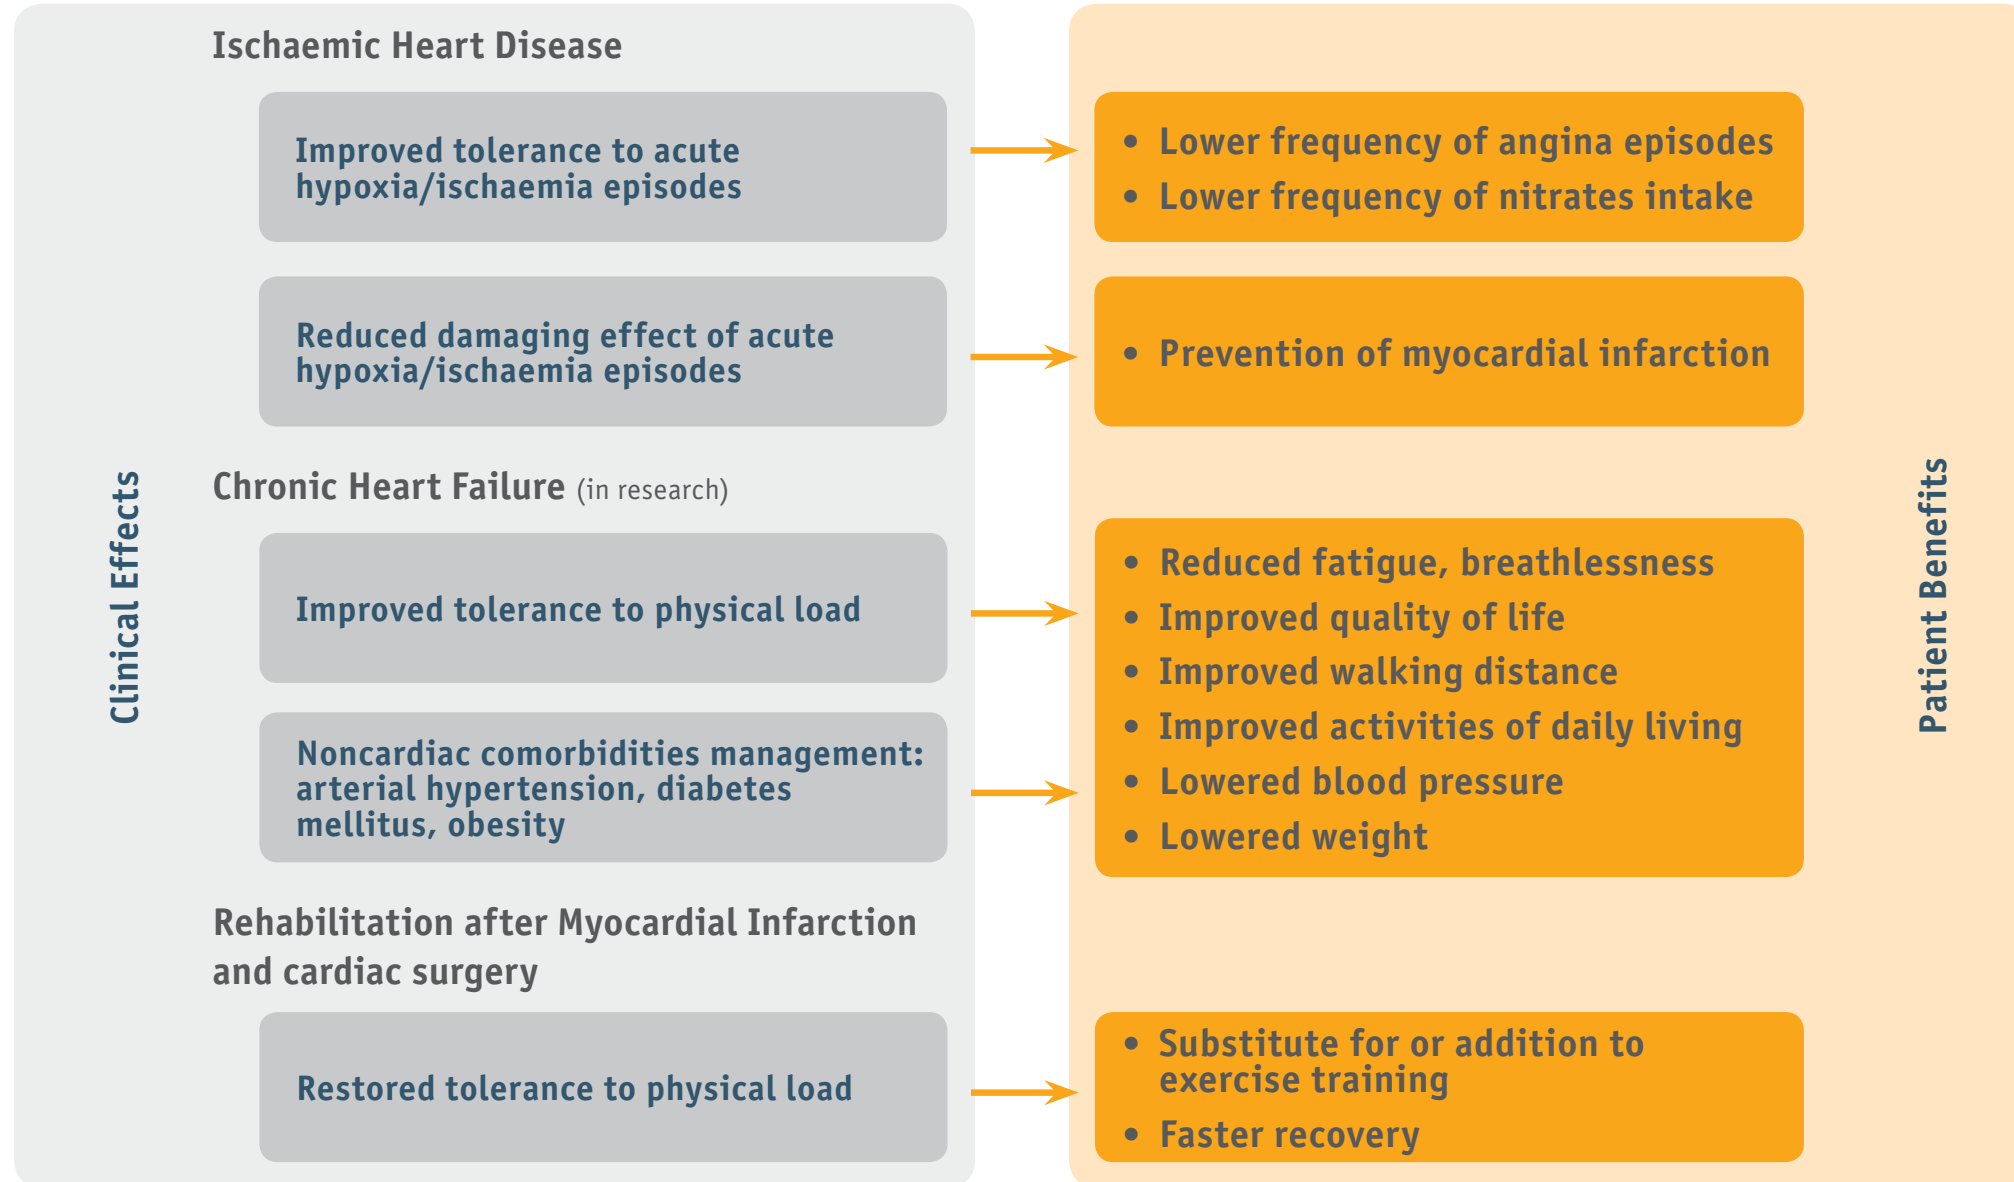 Ischaemic Heart Disease
Improved tolerance to acute
hypoxia/ischaemia episodes
• Lower frequency of angina episodes
• Lower frequency of nitrates intake
Reduced damaging effect of acute
hypoxia/ischaemia episodes
• Prevention of myocardial infarction
Clinical Effects
Chronic Heart Failure (in research)
Improved tolerance to physical load
Noncardiac comorbidities management:
arterial hypertension, diabetes
mellitus, obesity
• Reduced fatigue, breathlessness
• Improved quality of life
• Improved walking distance
• Improved activities of daily living
• Lowered blood pressure
• Lowered weight
Patient Benefits
Rehabilitation after Myocardial Infarction
and cardiac surgery
Restored tolerance to physical load
• Substitute for or addition to
exercise training
• Faster recovery